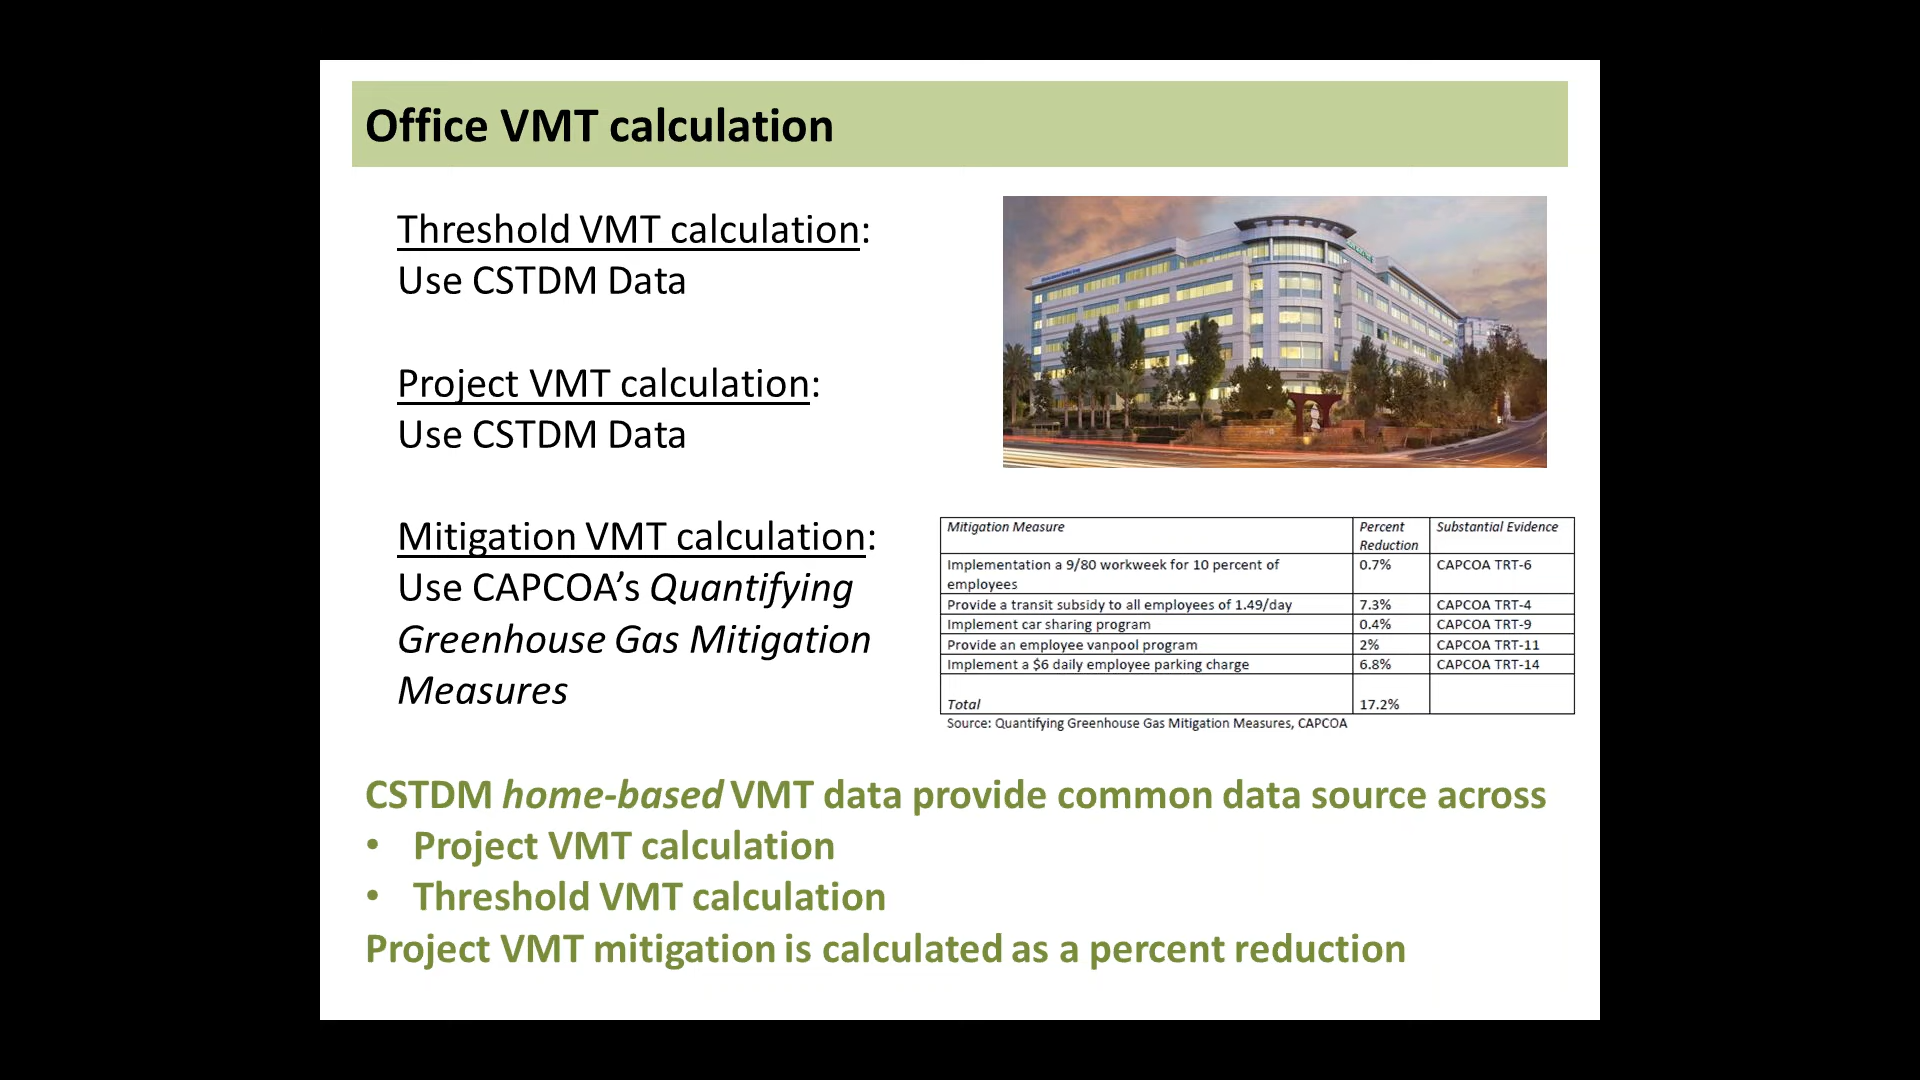 Office VMT calculation
Threshold VMT calculation:
Use CSTDM Data
Project VMT calculation:
Use CSTDM Data
Mitigation VMT calculation:
Use CAPCOA’s Quantifying
Greenhouse Gas Mitigation
Measures
Mitigation Measure Percent Reduction Substantial Evidence
Implementation a 9/80 workweek for 10 percent of employees 0.7% CAPCOA TRT-6
Provide a transit subsidy to all employees of 1.49/day 7.3% CAPCOA TRT-4
Implement car sharing program 0.4% CAPCOA TRT-9
Provide an employee vanpool program 2% CAPCOA TRT-11
Implement a $6 daily employee parking charge 6.8% CAPCOA TRT-14
Total 17.2%
Source: Quantifying Greenhouse Gas Mitigation Measures, CAPCOA
CSTDM home-based VMT data provide common data source across
• Project VMT calculation
• Threshold VMT calculation
Project VMT mitigation is calculated as a percent reduction